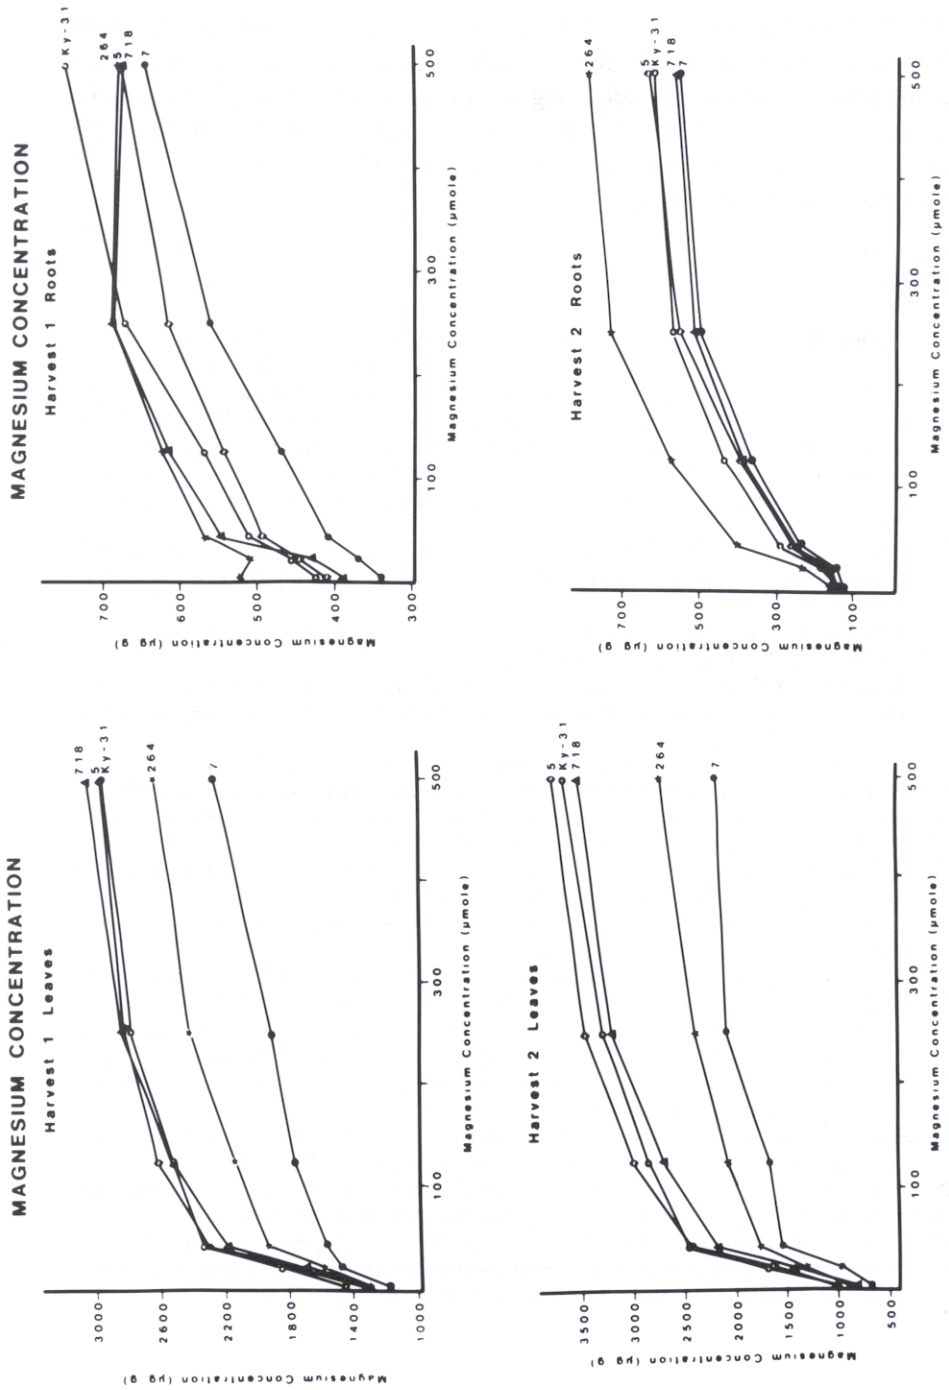 MAGNESIUM CONCENTRATION
Harvest 1 Leaves
3000
2600
2200
1800
1400
1000
Magnesium Concentration (µg g)
100
300
500
Magnesium Concentration (µmole)
718
5
Ky-31
264
7
Harvest 2 Leaves
3500
3000
2500
2000
1500
1000
500
Magnesium Concentration (µg g)
100
300
500
Magnesium Concentration (µmole)
5
Ky-31
718
264
7
MAGNESIUM CONCENTRATION
Harvest 1 Roots
700
600
500
400
300
Magnesium Concentration (µg g)
100
300
500
Magnesium Concentration (µmole)
Ky-31
264
5
718
7
Harvest 2 Roots
700
500
300
100
Magnesium Concentration (µg g)
100
300
500
Magnesium Concentration (µmole)
264
5
Ky-31
718
7